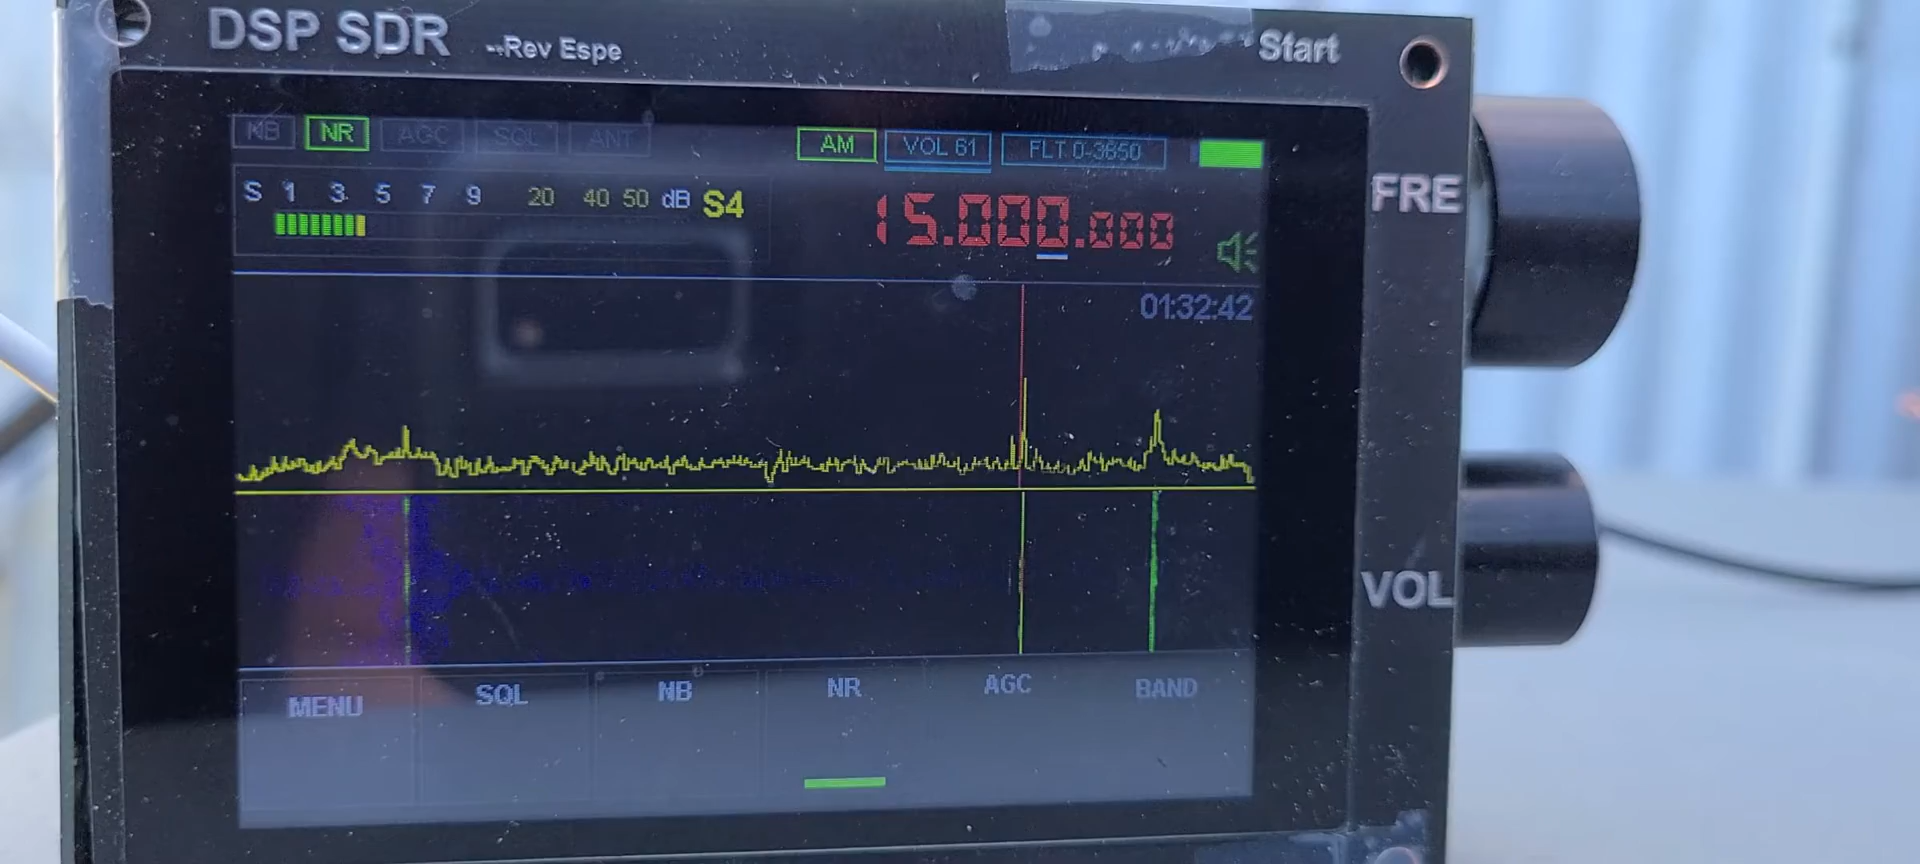 DSP SDR --Rev Espe Start
NB NR AGC SQL ANT AM VOL 61 FLT 0-3650
S 1 3 5 7 9 20 40 50 dB S4
15.000.000
FRE
01:32:42
VOL
MENU SQL NB NR AGC BAND